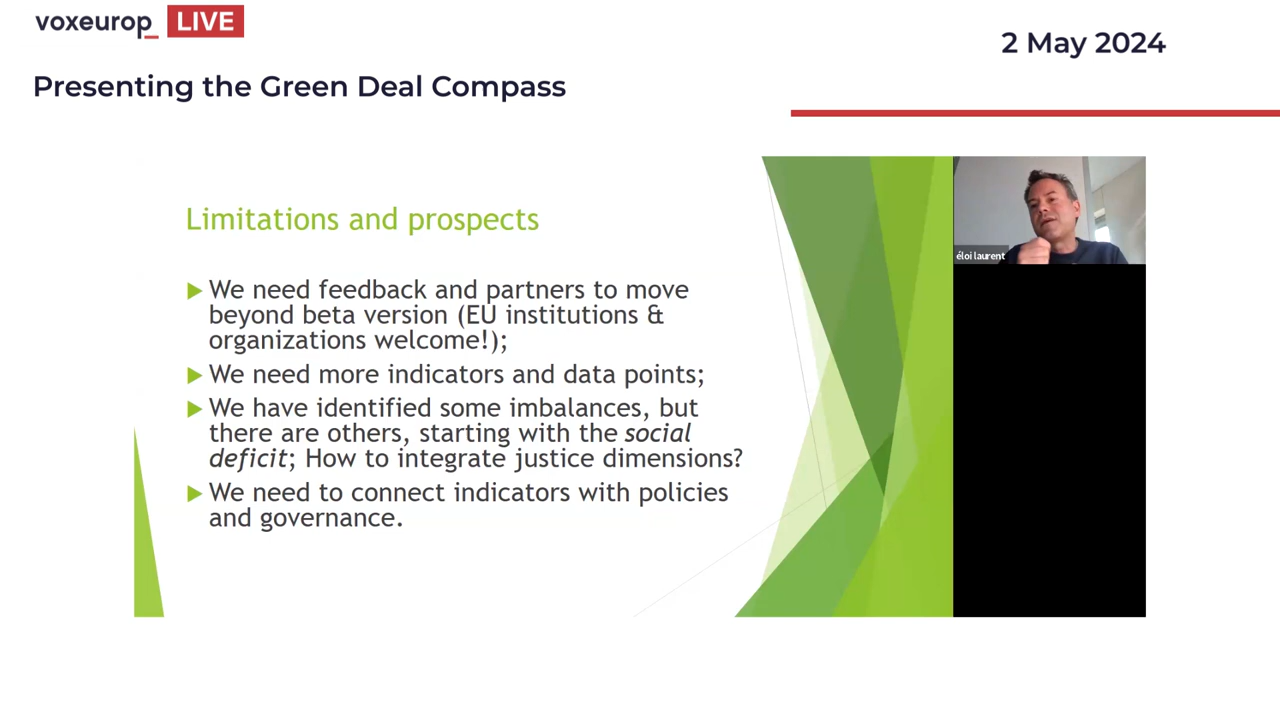 voxeurop_ LIVE
2 May 2024
Presenting the Green Deal Compass
éloi laurent
Limitations and prospects
We need feedback and partners to move
beyond beta version (EU institutions &
organizations welcome!);
We need more indicators and data points;
We have identified some imbalances, but
there are others, starting with the social
deficit; How to integrate justice dimensions?
We need to connect indicators with policies
and governance.